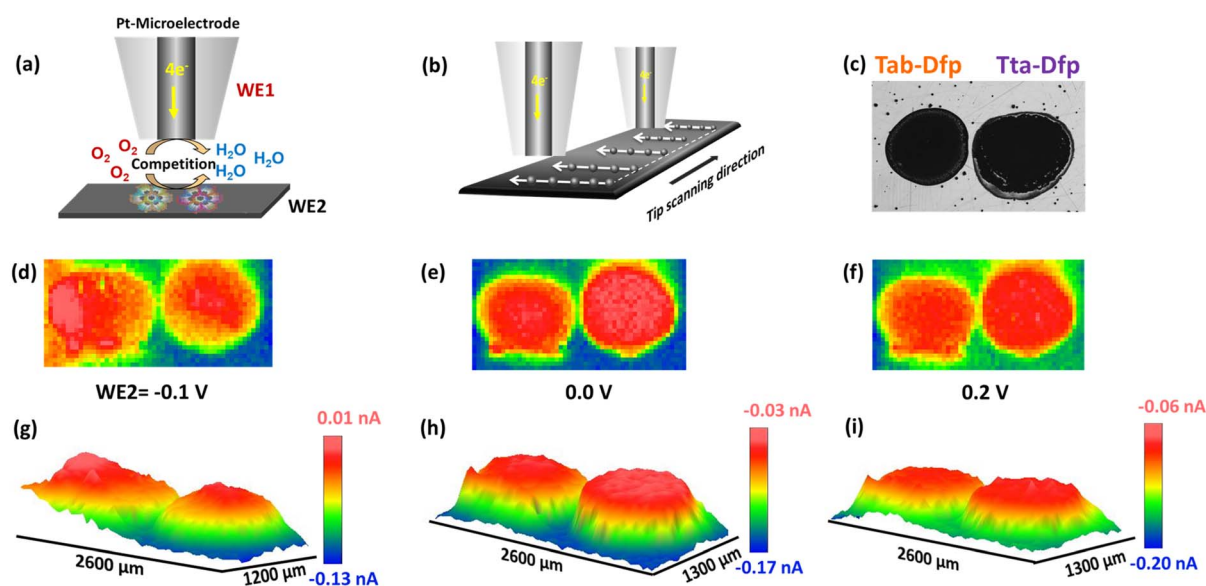 Pt-Microelectrode
(a)
4e⁻
WE1
O₂ O₂ O₂
Competition
H₂O H₂O H₂O
WE2
(b)
4e⁻
4e⁻
Tip scanning direction
(c)
Tab-Dfp Tta-Dfp
(d)
(e)
(f)
WE2= -0.1 V
0.0 V
0.2 V
(g)
0.01 nA
-0.13 nA
2600 µm
1200 µm
(h)
-0.03 nA
-0.17 nA
2600 µm
1300 µm
(i)
-0.06 nA
-0.20 nA
2600 µm
1300 µm